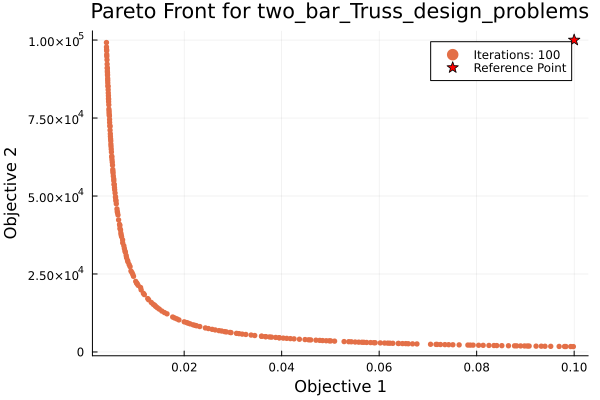 Pareto Front for two_bar_Truss_design_problems
Iterations: 100
Reference Point
Objective 2
1.00×10⁵
7.50×10⁴
5.00×10⁴
2.50×10⁴
0
0.02 0.04 0.06 0.08 0.10
Objective 1